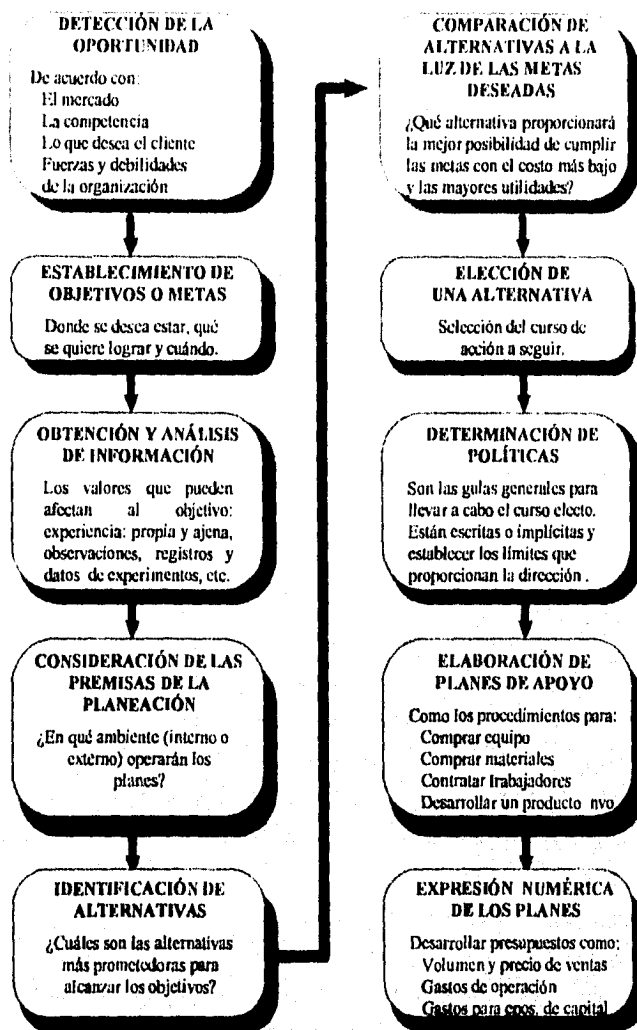 DETECCIÓN DE LA
OPORTUNIDAD
De acuerdo con:
El mercado
La competencia
Lo que desea el cliente
Fuerzas y debilidades
de la organización
ESTABLECIMIENTO DE
OBJETIVOS O METAS
Donde se desea estar, qué
se quiere lograr y cuándo.
OBTENCIÓN Y ANÁLISIS
DE INFORMACIÓN
Los valores que pueden
afectan al objetivo:
experiencia: propia y ajena,
observaciones, registros y
datos de experimentos, etc.
CONSIDERACIÓN DE LAS
PREMISAS DE LA
PLANEACIÓN
¿En qué ambiente (interno o
externo) operarán los
planes?
IDENTIFICACIÓN DE
ALTERNATIVAS
¿Cuáles son las alternativas
más prometedoras para
alcanzar los objetivos?
COMPARACIÓN DE
ALTERNATIVAS A LA
LUZ DE LAS METAS
DESEADAS
¿Qué alternativa proporcionará
la mejor posibilidad de cumplir
las metas con el costo más bajo
y las mayores utilidades?
ELECCIÓN DE
UNA ALTERNATIVA
Selección del curso de
acción a seguir.
DETERMINACIÓN DE
POLÍTICAS
Son las guías generales para
llevar a cabo el curso electo.
Están escritas o implícitas y
establecer los límites que
proporcionan la dirección .
ELABORACIÓN DE
PLANES DE APOYO
Como los procedimientos para:
Comprar equipo
Comprar materiales
Contratar trabajadores
Desarrollar un producto nvo
EXPRESIÓN NUMÉRICA
DE LOS PLANES
Desarrollar presupuestos como:
Volumen y precio de ventas
Gastos de operación
Gastos para epos. de capital